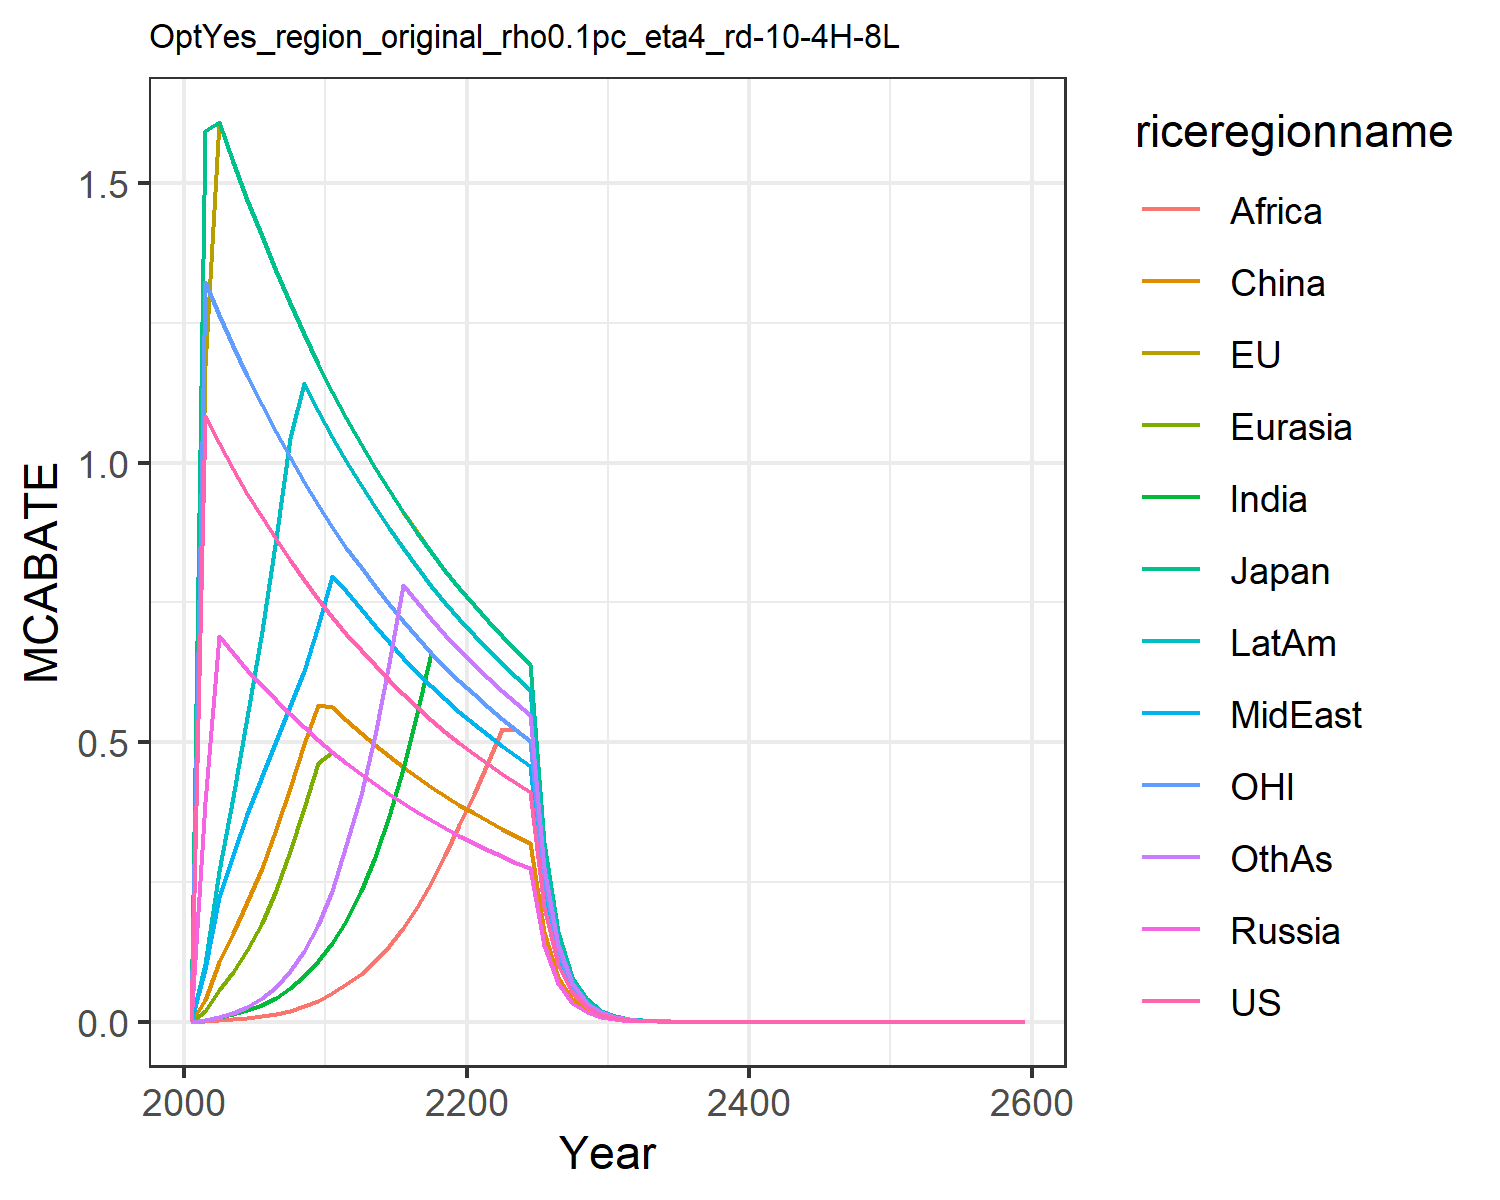 OptYes_region_original_rho0.1pc_eta4_rd-10-4H-8L
MCABATE
1.5
1.0
0.5
0.0
2000
2200
2400
2600
Year
riceregionname
Africa
China
EU
Eurasia
India
Japan
LatAm
MidEast
OHI
OthAs
Russia
US